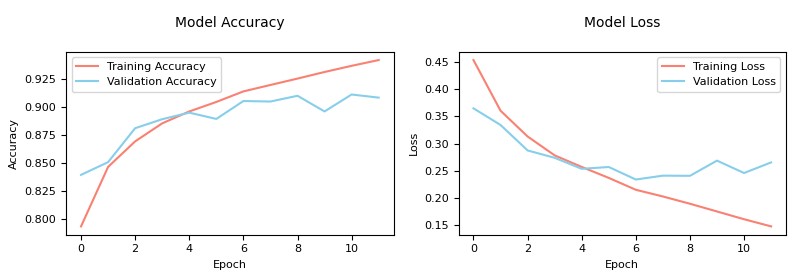 Model Accuracy
Training Accuracy
Validation Accuracy
0.925
0.900
0.875
0.850
0.825
0.800
Accuracy
0 2 4 6 8 10
Epoch
Model Loss
Training Loss
Validation Loss
0.45
0.40
0.35
0.30
0.25
0.20
0.15
Loss
0 2 4 6 8 10
Epoch